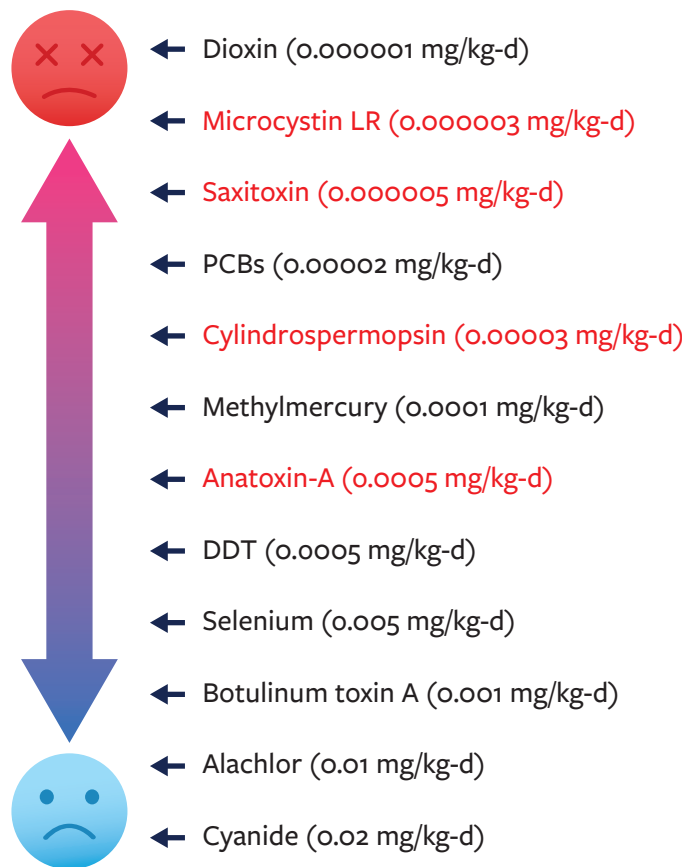 Dioxin (0.000001 mg/kg-d)
Microcystin LR (0.000003 mg/kg-d)
Saxitoxin (0.000005 mg/kg-d)
PCBs (0.00002 mg/kg-d)
Cylindrospermopsin (0.00003 mg/kg-d)
Methylmercury (0.0001 mg/kg-d)
Anatoxin-A (0.0005 mg/kg-d)
DDT (0.0005 mg/kg-d)
Selenium (0.005 mg/kg-d)
Botulinum toxin A (0.001 mg/kg-d)
Alachlor (0.01 mg/kg-d)
Cyanide (0.02 mg/kg-d)